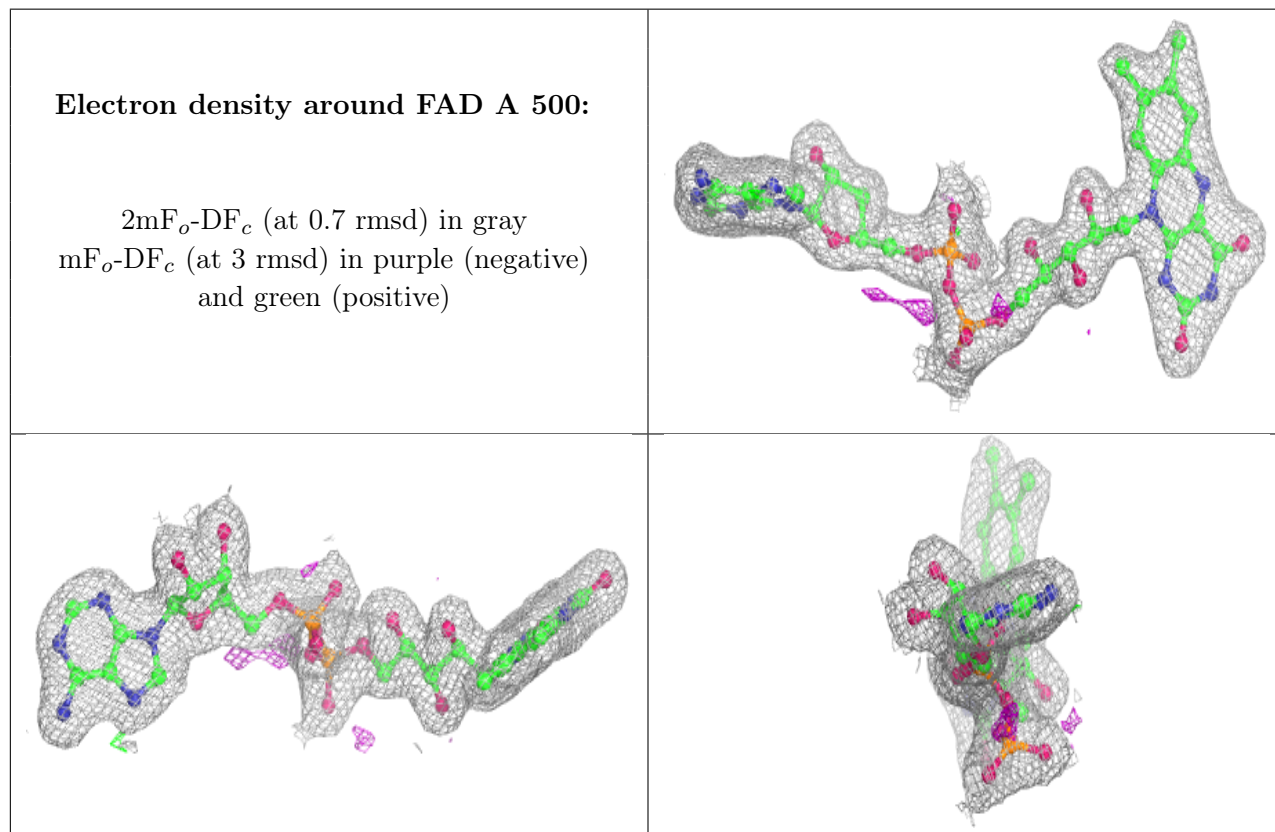 Electron density around FAD A 500:
2mFo-DFc (at 0.7 rmsd) in gray
mFo-DFc (at 3 rmsd) in purple (negative)
and green (positive)